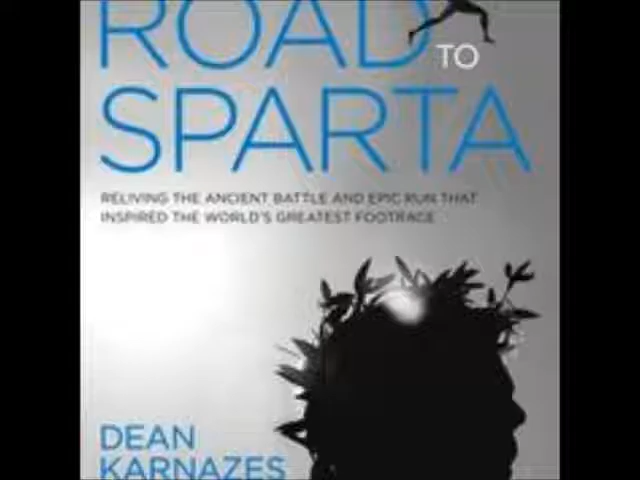 ROAD
TO
SPARTA
RELIVING THE ANCIENT BATTLE AND EPIC RUN THAT
INSPIRED THE WORLD'S GREATEST FOOTRACE
DEAN
KARNAZES